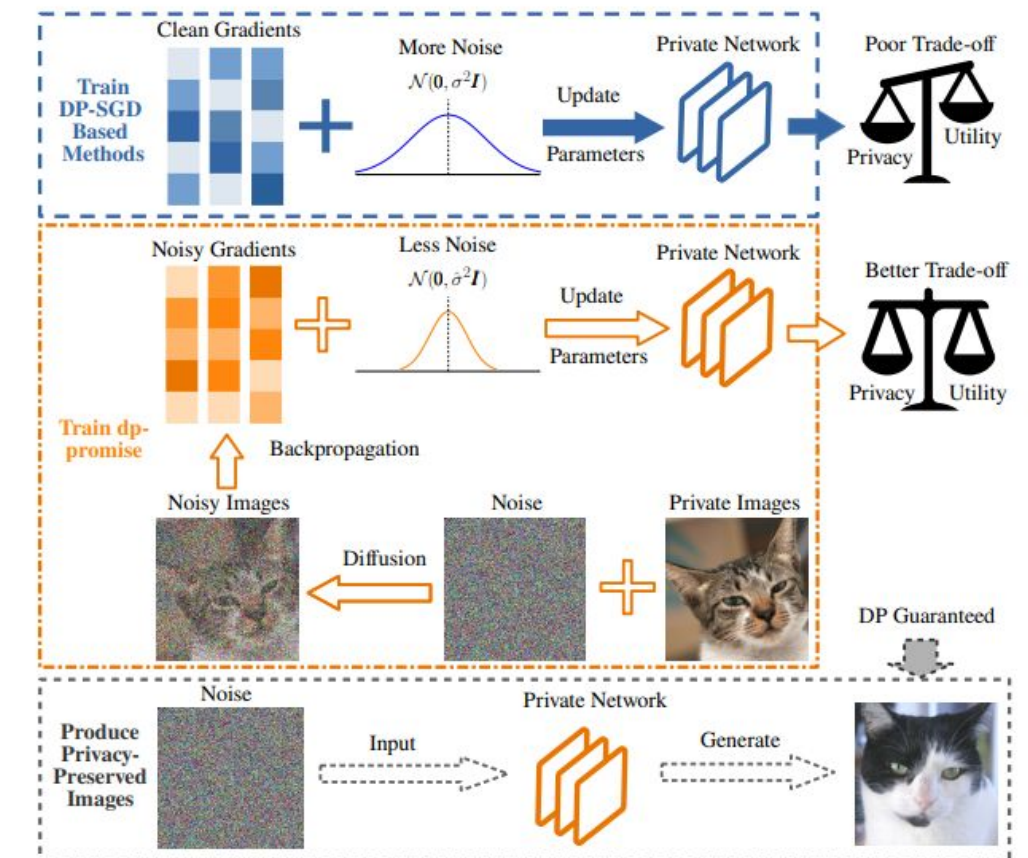 Clean Gradients
More Noise
Private Network
Poor Trade-off
Train
DP-SGD
Based
Methods
𝒩(𝟎, σ²𝑰)
Update
Parameters
Privacy
Utility
Noisy Gradients
Less Noise
Private Network
Better Trade-off
𝒩(𝟎, σ̂²𝑰)
Update
Parameters
Privacy
Utility
Train dp-
promise
Backpropagation
Noisy Images
Noise
Private Images
Diffusion
DP Guaranteed
Noise
Private Network
Produce
Privacy-
Preserved
Images
Input
Generate